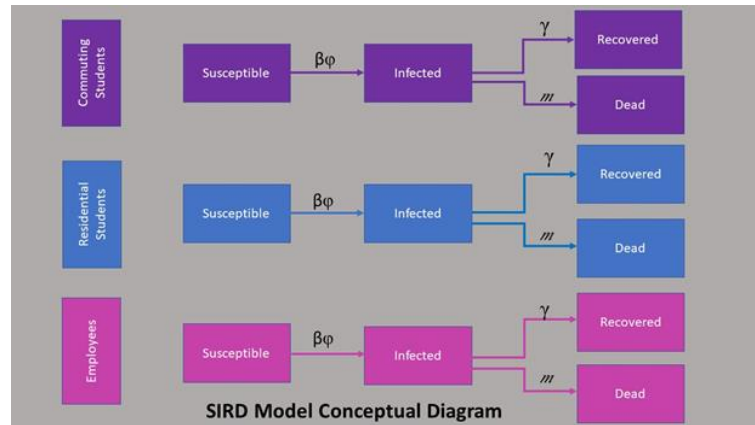 Commuting
Students
Susceptible
βφ
Infected
γ
Recovered
m
Dead
Residential
Students
Susceptible
βφ
Infected
γ
Recovered
m
Dead
Employees
Susceptible
βφ
Infected
γ
Recovered
m
Dead
SIRD Model Conceptual Diagram